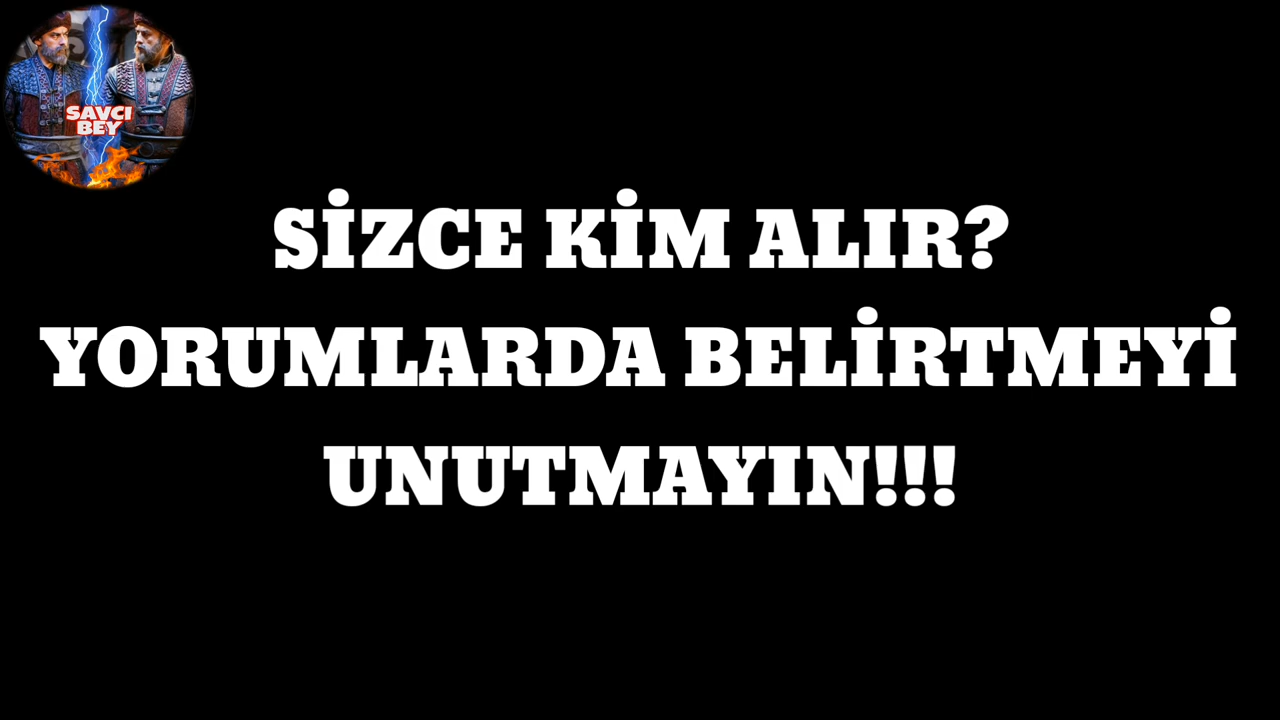 SAVCI
BEY
SİZCE KİM ALIR?
YORUMLARDA BELİRTMEYİ
UNUTMAYIN!!!